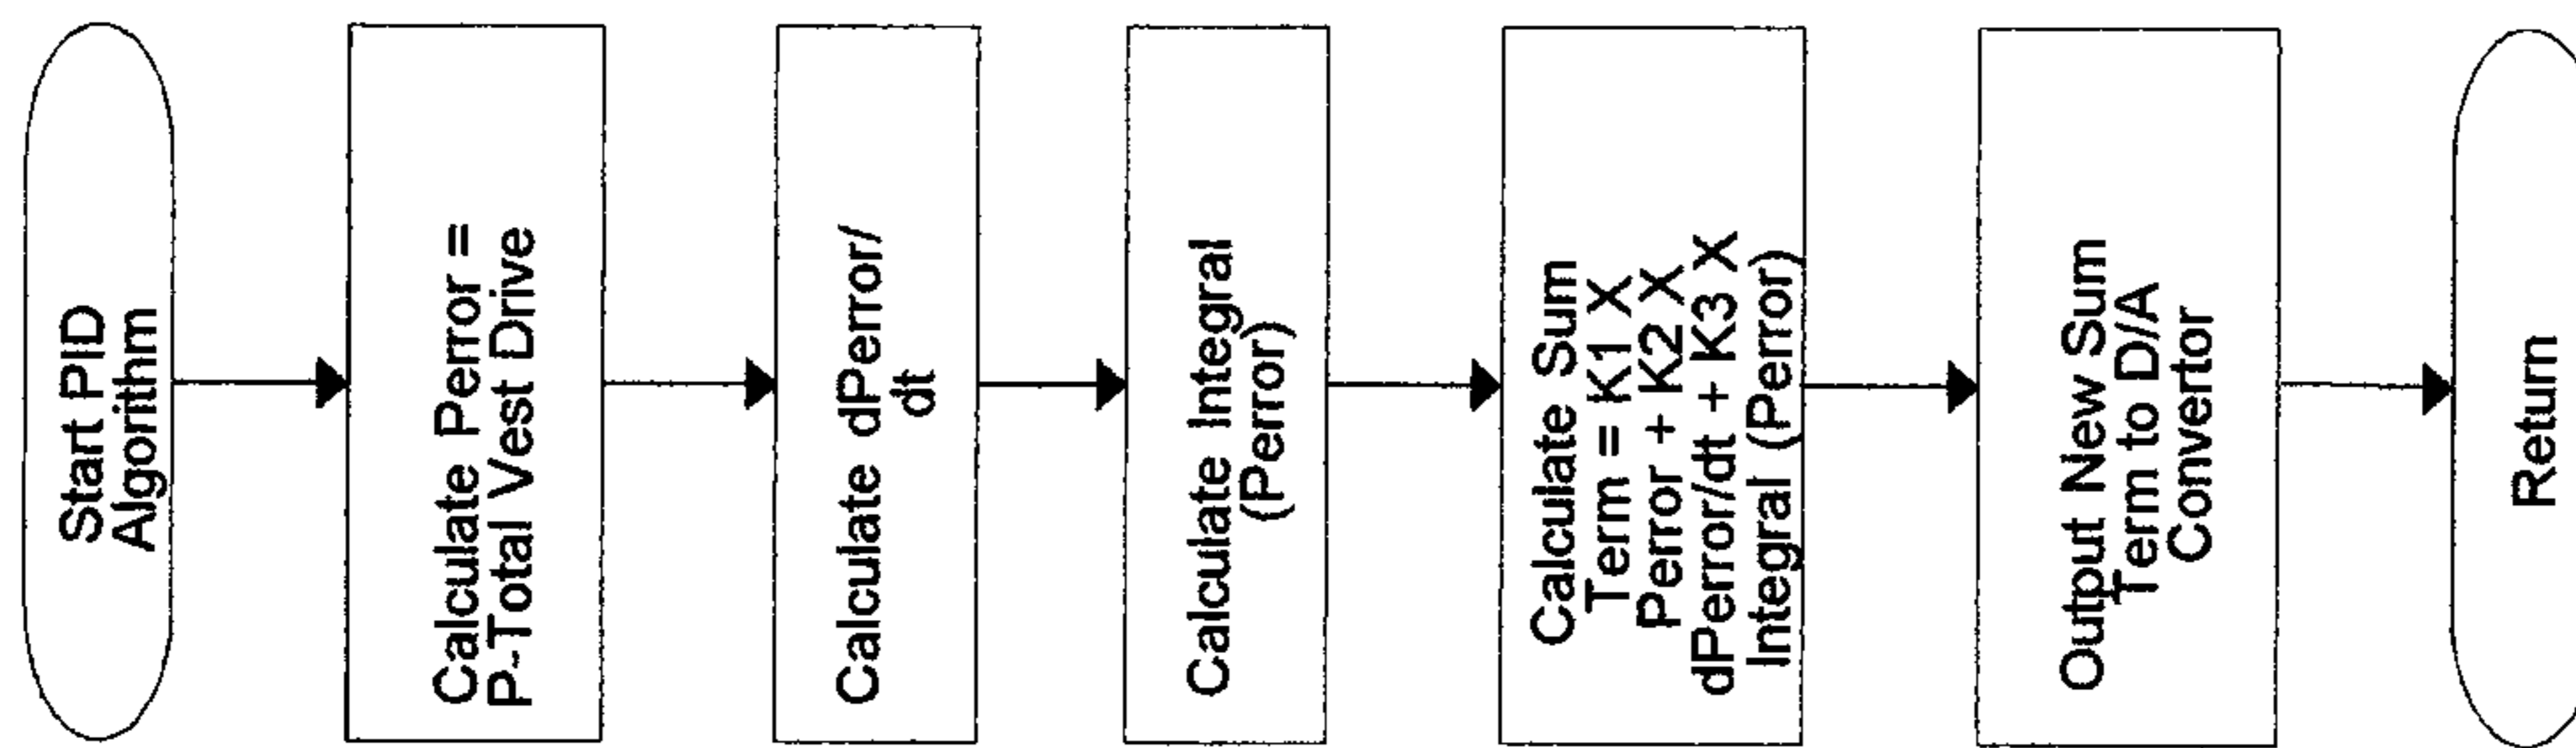 Start PID
Algorithm
Calculate Perror =
P-Total Vest Drive
Calculate dPerror/
dt
Calculate Integral
(Perror)
Calculate Sum
Term = K1 X
Perror + K2 X
dPerror/dt + K3 X
Integral (Perror)
Output New Sum
Term to D/A
Convertor
Return